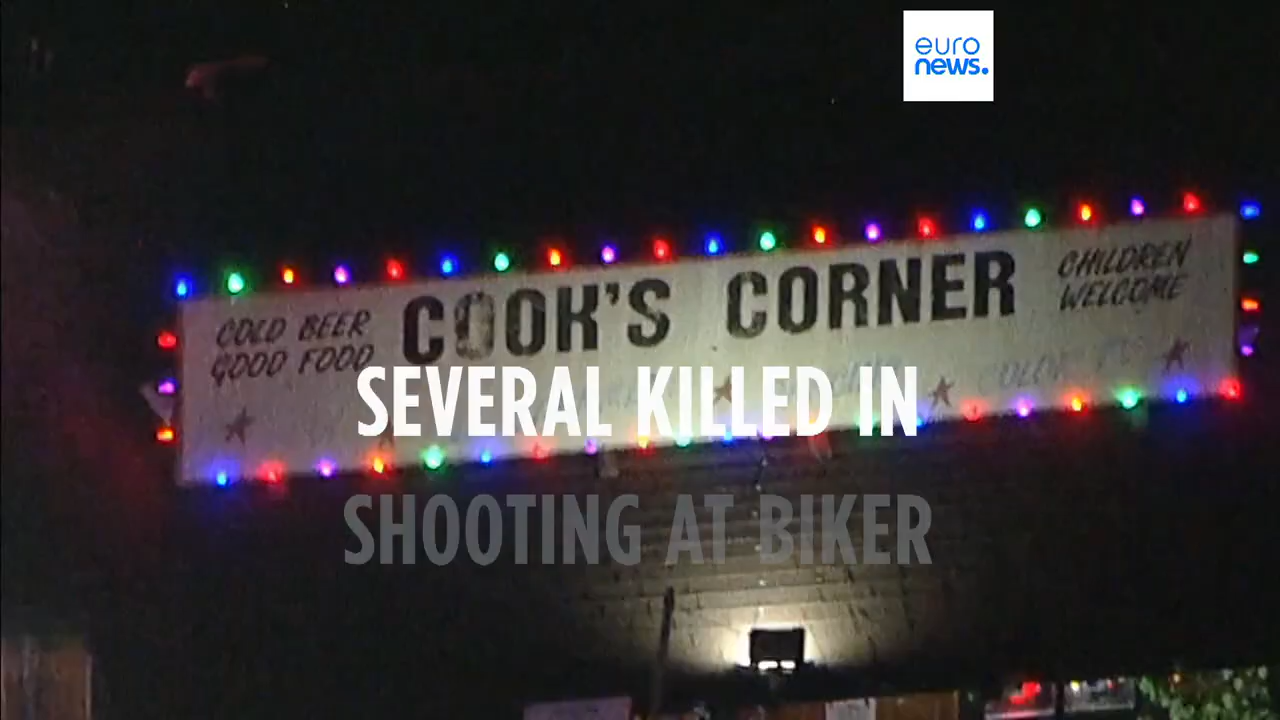 euro
news.
COLD BEER
GOOD FOOD
COOK'S CORNER
CHILDREN
WELCOME
SEVERAL KILLED IN
SHOOTING AT BIKER